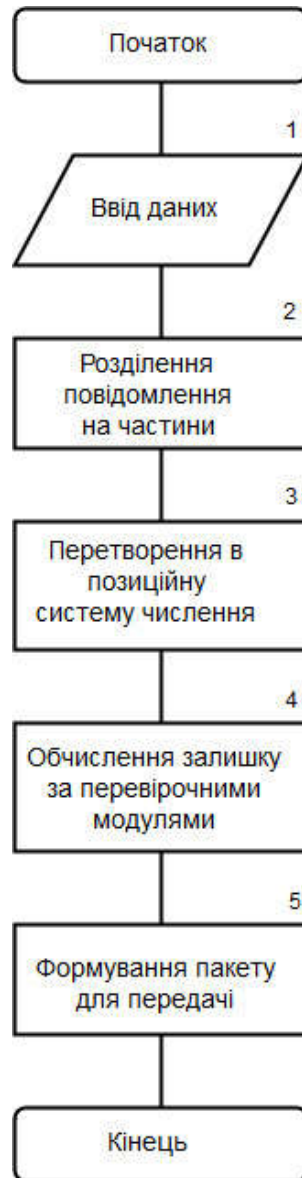 Початок
1
Ввід даних
2
Розділення
повідомлення
на частини
3
Перетворення в
позиційну
систему числення
4
Обчислення залишку
за перевірочними
модулями
5
Формування пакету
для передачі
Кінець